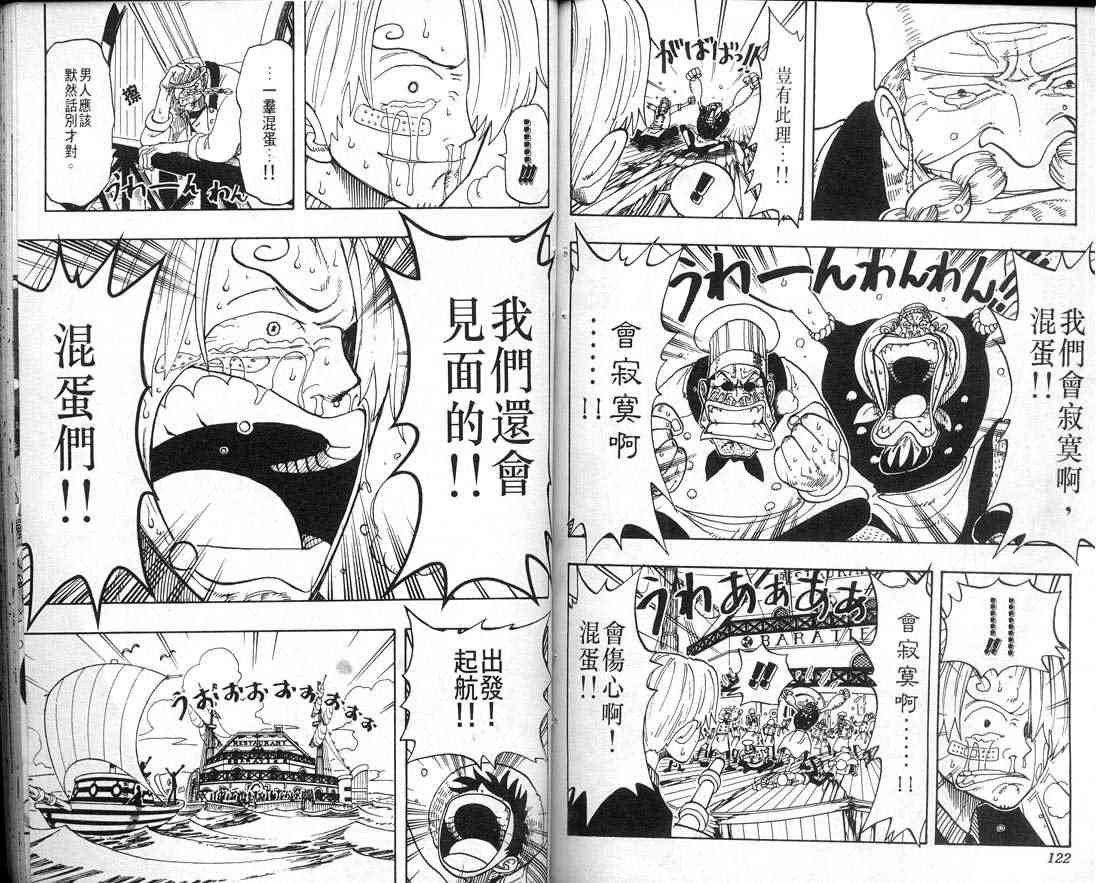 豈有此理…!!
がばばばっ!!
!
我們會寂寞啊,
混蛋!!
うわーんわんわん!!
會寂寞啊
……!!
…………!!
會寂寞啊……!!
うわああああ
BARATIE
!!
會傷心啊!
混蛋!!
122
…………!!!
…一羣混蛋…!!
擦
男人應該
默然話別才對。
うわーんわん
我們還會
見面的!!
混蛋們!!
出發!
起航!!
うおおおおおおおお
RESTAURANT
BARATIE